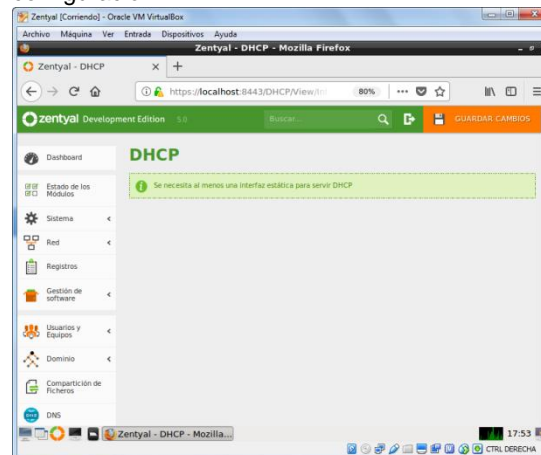 Zentyal [Corriendo] - Oracle VM VirtualBox
Archivo Máquina Ver Entrada Dispositivos Ayuda
Zentyal - DHCP - Mozilla Firefox
Zentyal - DHCP
https://localhost:8443/DHCP/View/Int
80%
zentyal Development Edition 5.0
Buscar...
GUARDAR CAMBIOS
Dashboard
Estado de los
Módulos
Sistema
Red
Registros
Gestión de
software
Usuarios y
Equipos
Dominio
Compartición de
Ficheros
DNS
DHCP
Se necesita al menos una interfaz estática para servir DHCP
Zentyal - DHCP - Mozilla...
17:53
CTRL DERECHA